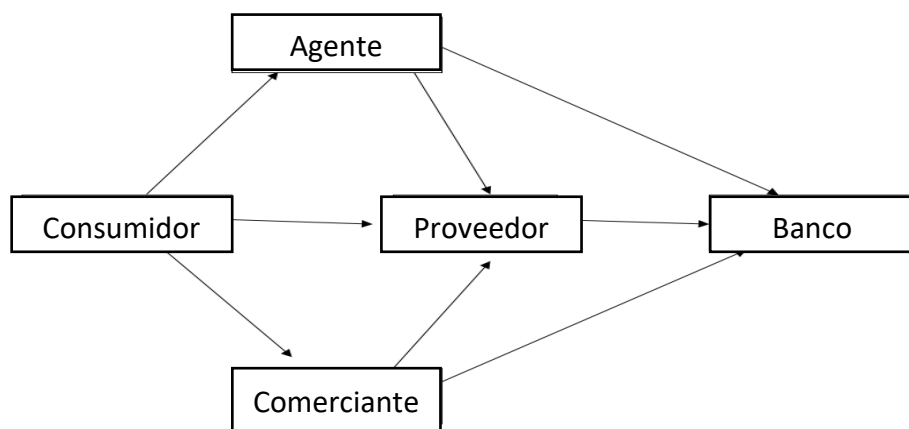 Agente
Consumidor
Proveedor
Banco
Comerciante